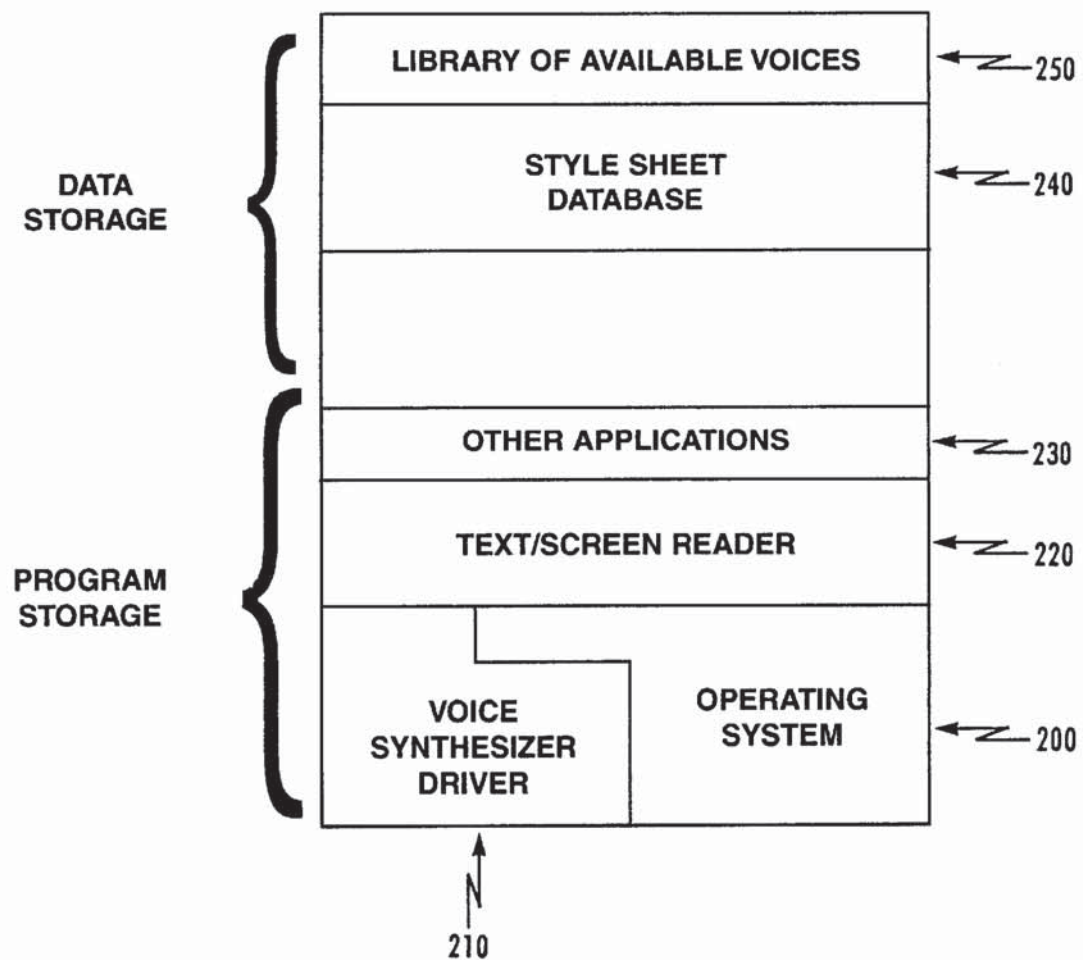 LIBRARY OF AVAILABLE VOICES
250
STYLE SHEET
DATABASE
240
DATA
STORAGE
OTHER APPLICATIONS
230
TEXT/SCREEN READER
220
PROGRAM
STORAGE
VOICE
SYNTHESIZER
DRIVER
OPERATING
SYSTEM
200
210